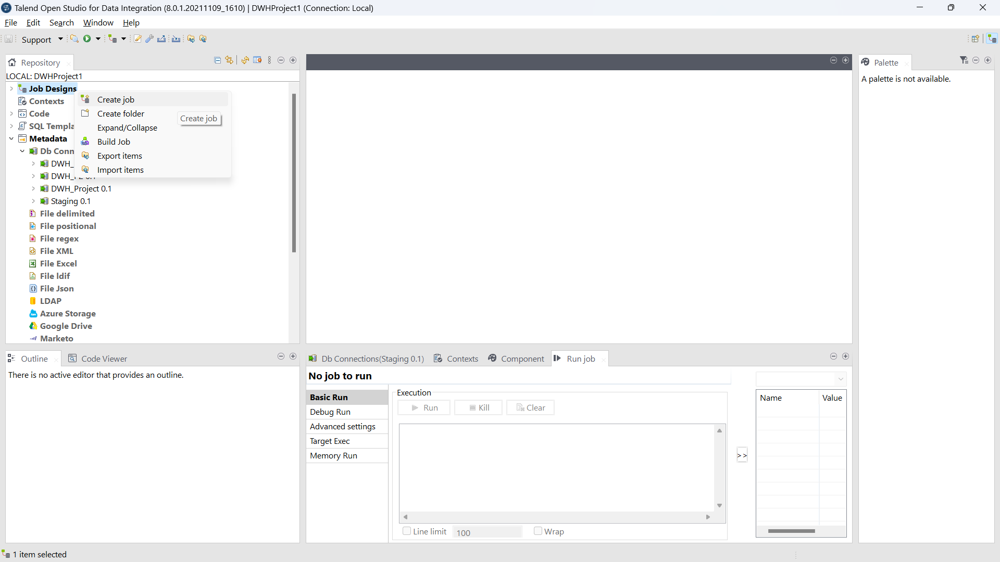 Talend Open Studio for Data Integration (8.0.1.20211109_1610) | DWHProject1 (Connection: Local)
File Edit Search Window Help
Support
Repository
LOCAL: DWHProject1
Job Designs
Contexts
Code
SQL Templa
Metadata
Db Conn
DWH_
DWH_
DWH_Project 0.1
Staging 0.1
File delimited
File positional
File regex
File XML
File Excel
File ldif
File Json
LDAP
Azure Storage
Google Drive
Marketo
Create job
Create folder
Create job
Expand/Collapse
Build Job
Export items
Import items
Palette
A palette is not available.
Outline Code Viewer
There is no active editor that provides an outline.
Db Connections(Staging 0.1) Contexts Component Run job
No job to run
Basic Run
Debug Run
Advanced settings
Target Exec
Memory Run
Execution
Run Kill Clear
Line limit 100 Wrap
>>
Name Value
1 item selected